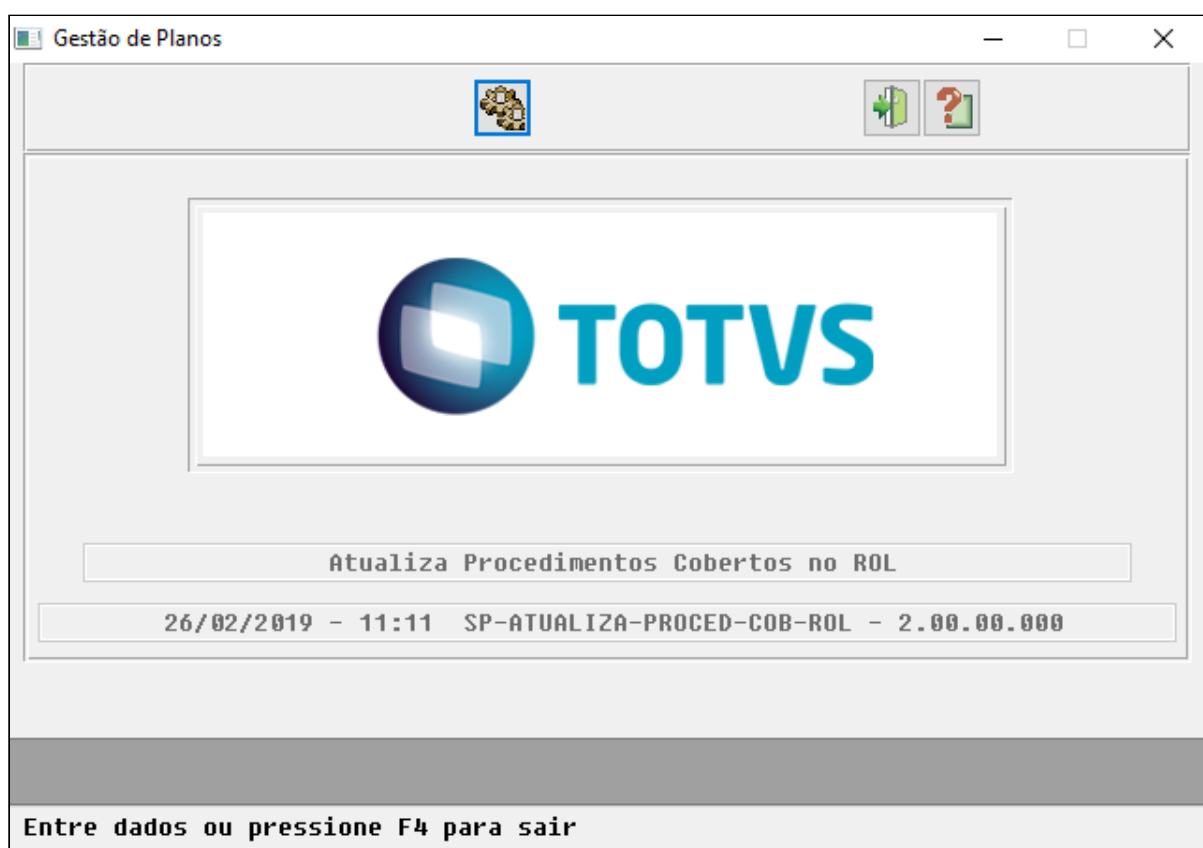 Gestão de Planos
TOTVS
Atualiza Procedimentos Cobertos no ROL
26/02/2019 - 11:11 SP-ATUALIZA-PROCED-COB-ROL - 2.00.00.000
Entre dados ou pressione F4 para sair